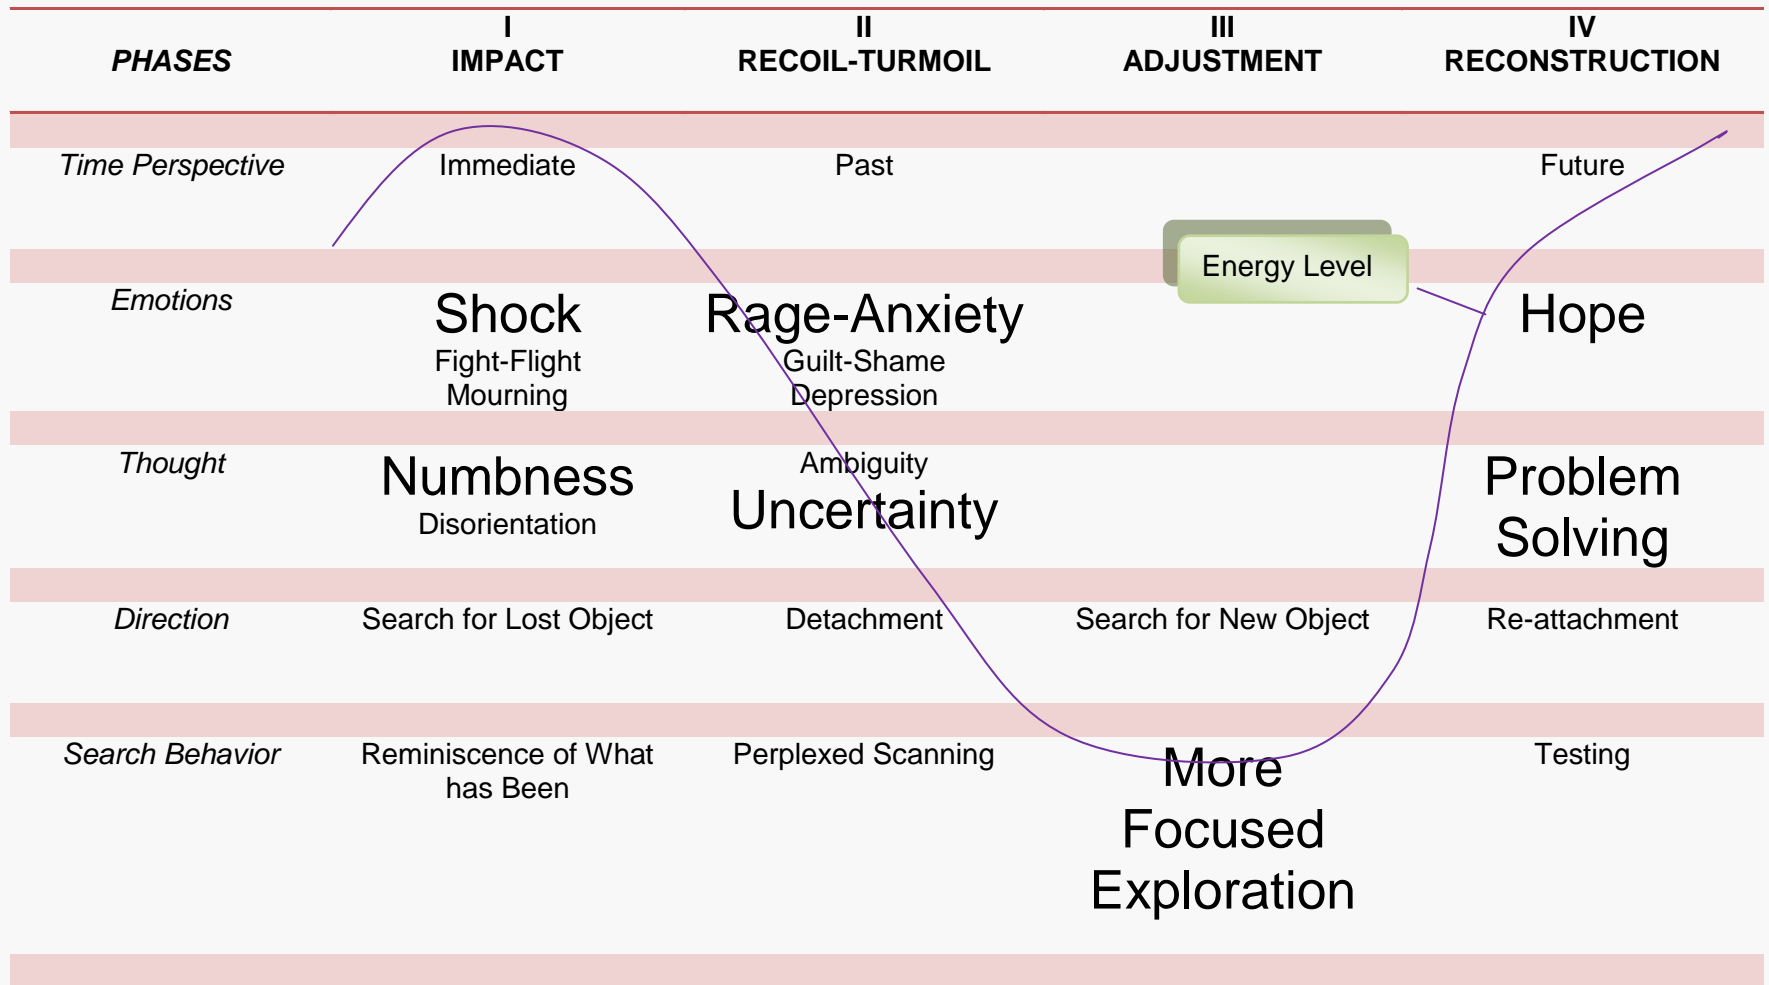 I II III IV
PHASES IMPACT RECOIL-TURMOIL ADJUSTMENT RECONSTRUCTION
Time Perspective Immediate Past Future
Energy Level
Emotions Shock Rage-Anxiety Hope
Fight-Flight Guilt-Shame
Mourning Depression
Thought Numbness Ambiguity Problem
Disorientation Uncertainty Solving
Direction Search for Lost Object Detachment Search for New Object Re-attachment
Search Behavior Reminiscence of What Perplexed Scanning More Testing
has Been Focused
Exploration